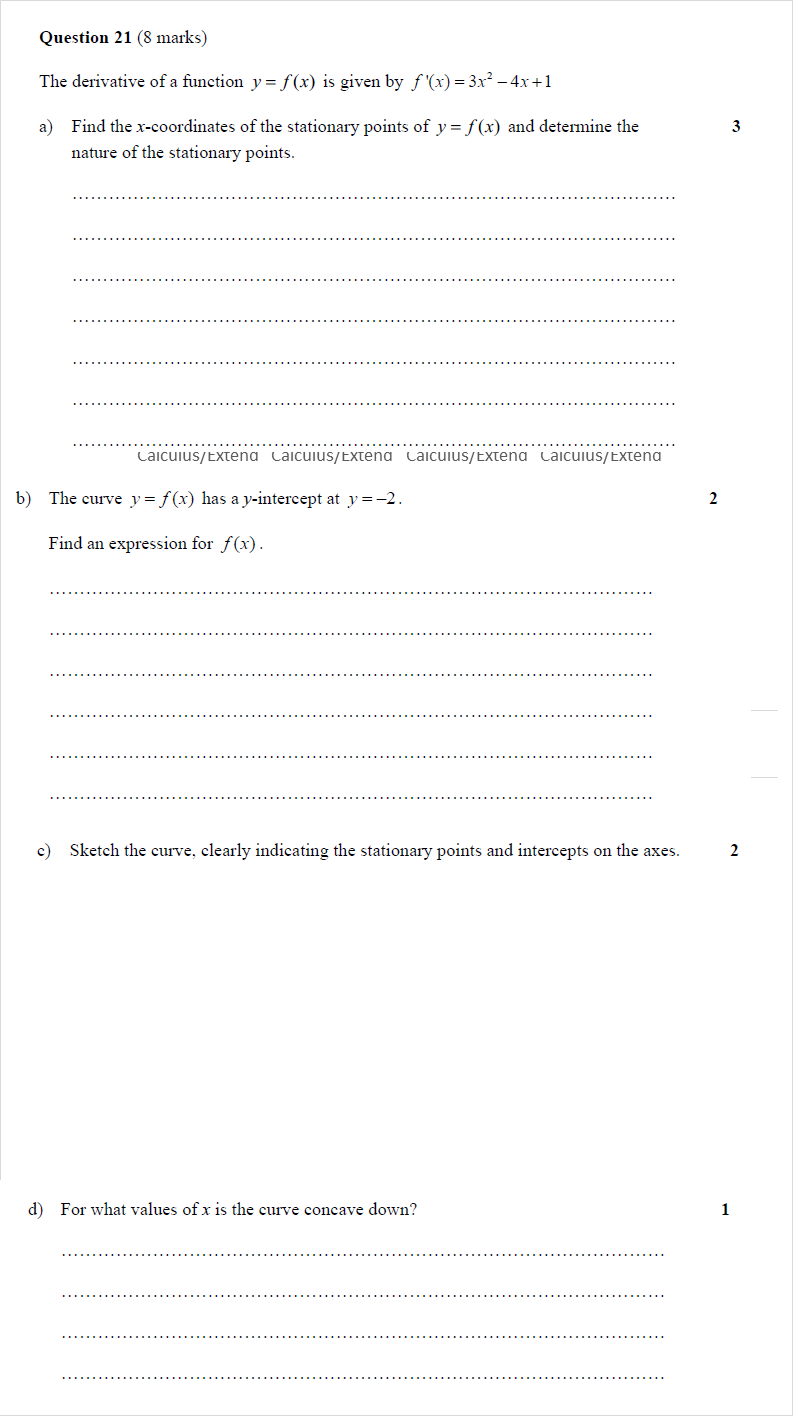 Question 21 (8 marks)
The derivative of a function y = f(x) is given by f '(x) = 3x² – 4x + 1
a) Find the x-coordinates of the stationary points of y = f(x) and determine the 3
nature of the stationary points.
Calculus/Extend Calculus/Extend Calculus/Extend Calculus/Extend
b) The curve y = f(x) has a y-intercept at y = –2. 2
Find an expression for f(x).
c) Sketch the curve, clearly indicating the stationary points and intercepts on the axes. 2
d) For what values of x is the curve concave down? 1